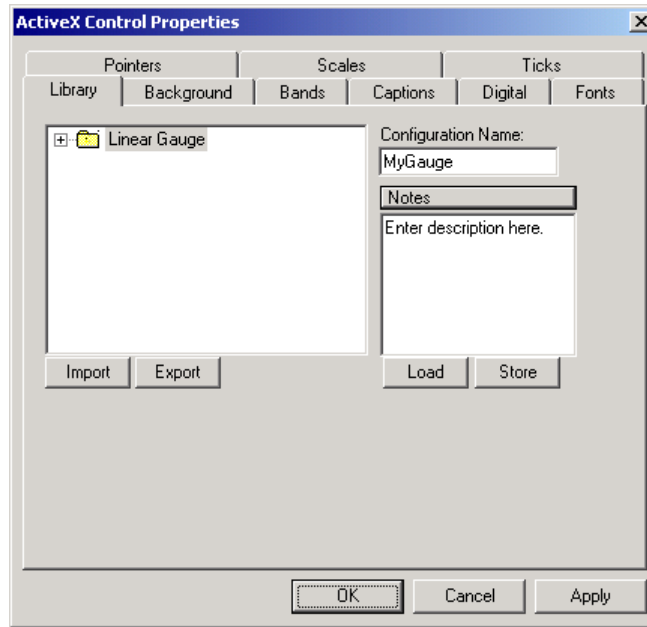 ActiveX Control Properties
Pointers Scales Ticks
Library Background Bands Captions Digital Fonts
Linear Gauge
Configuration Name:
MyGauge
Notes
Enter description here.
Import Export Load Store
OK Cancel Apply